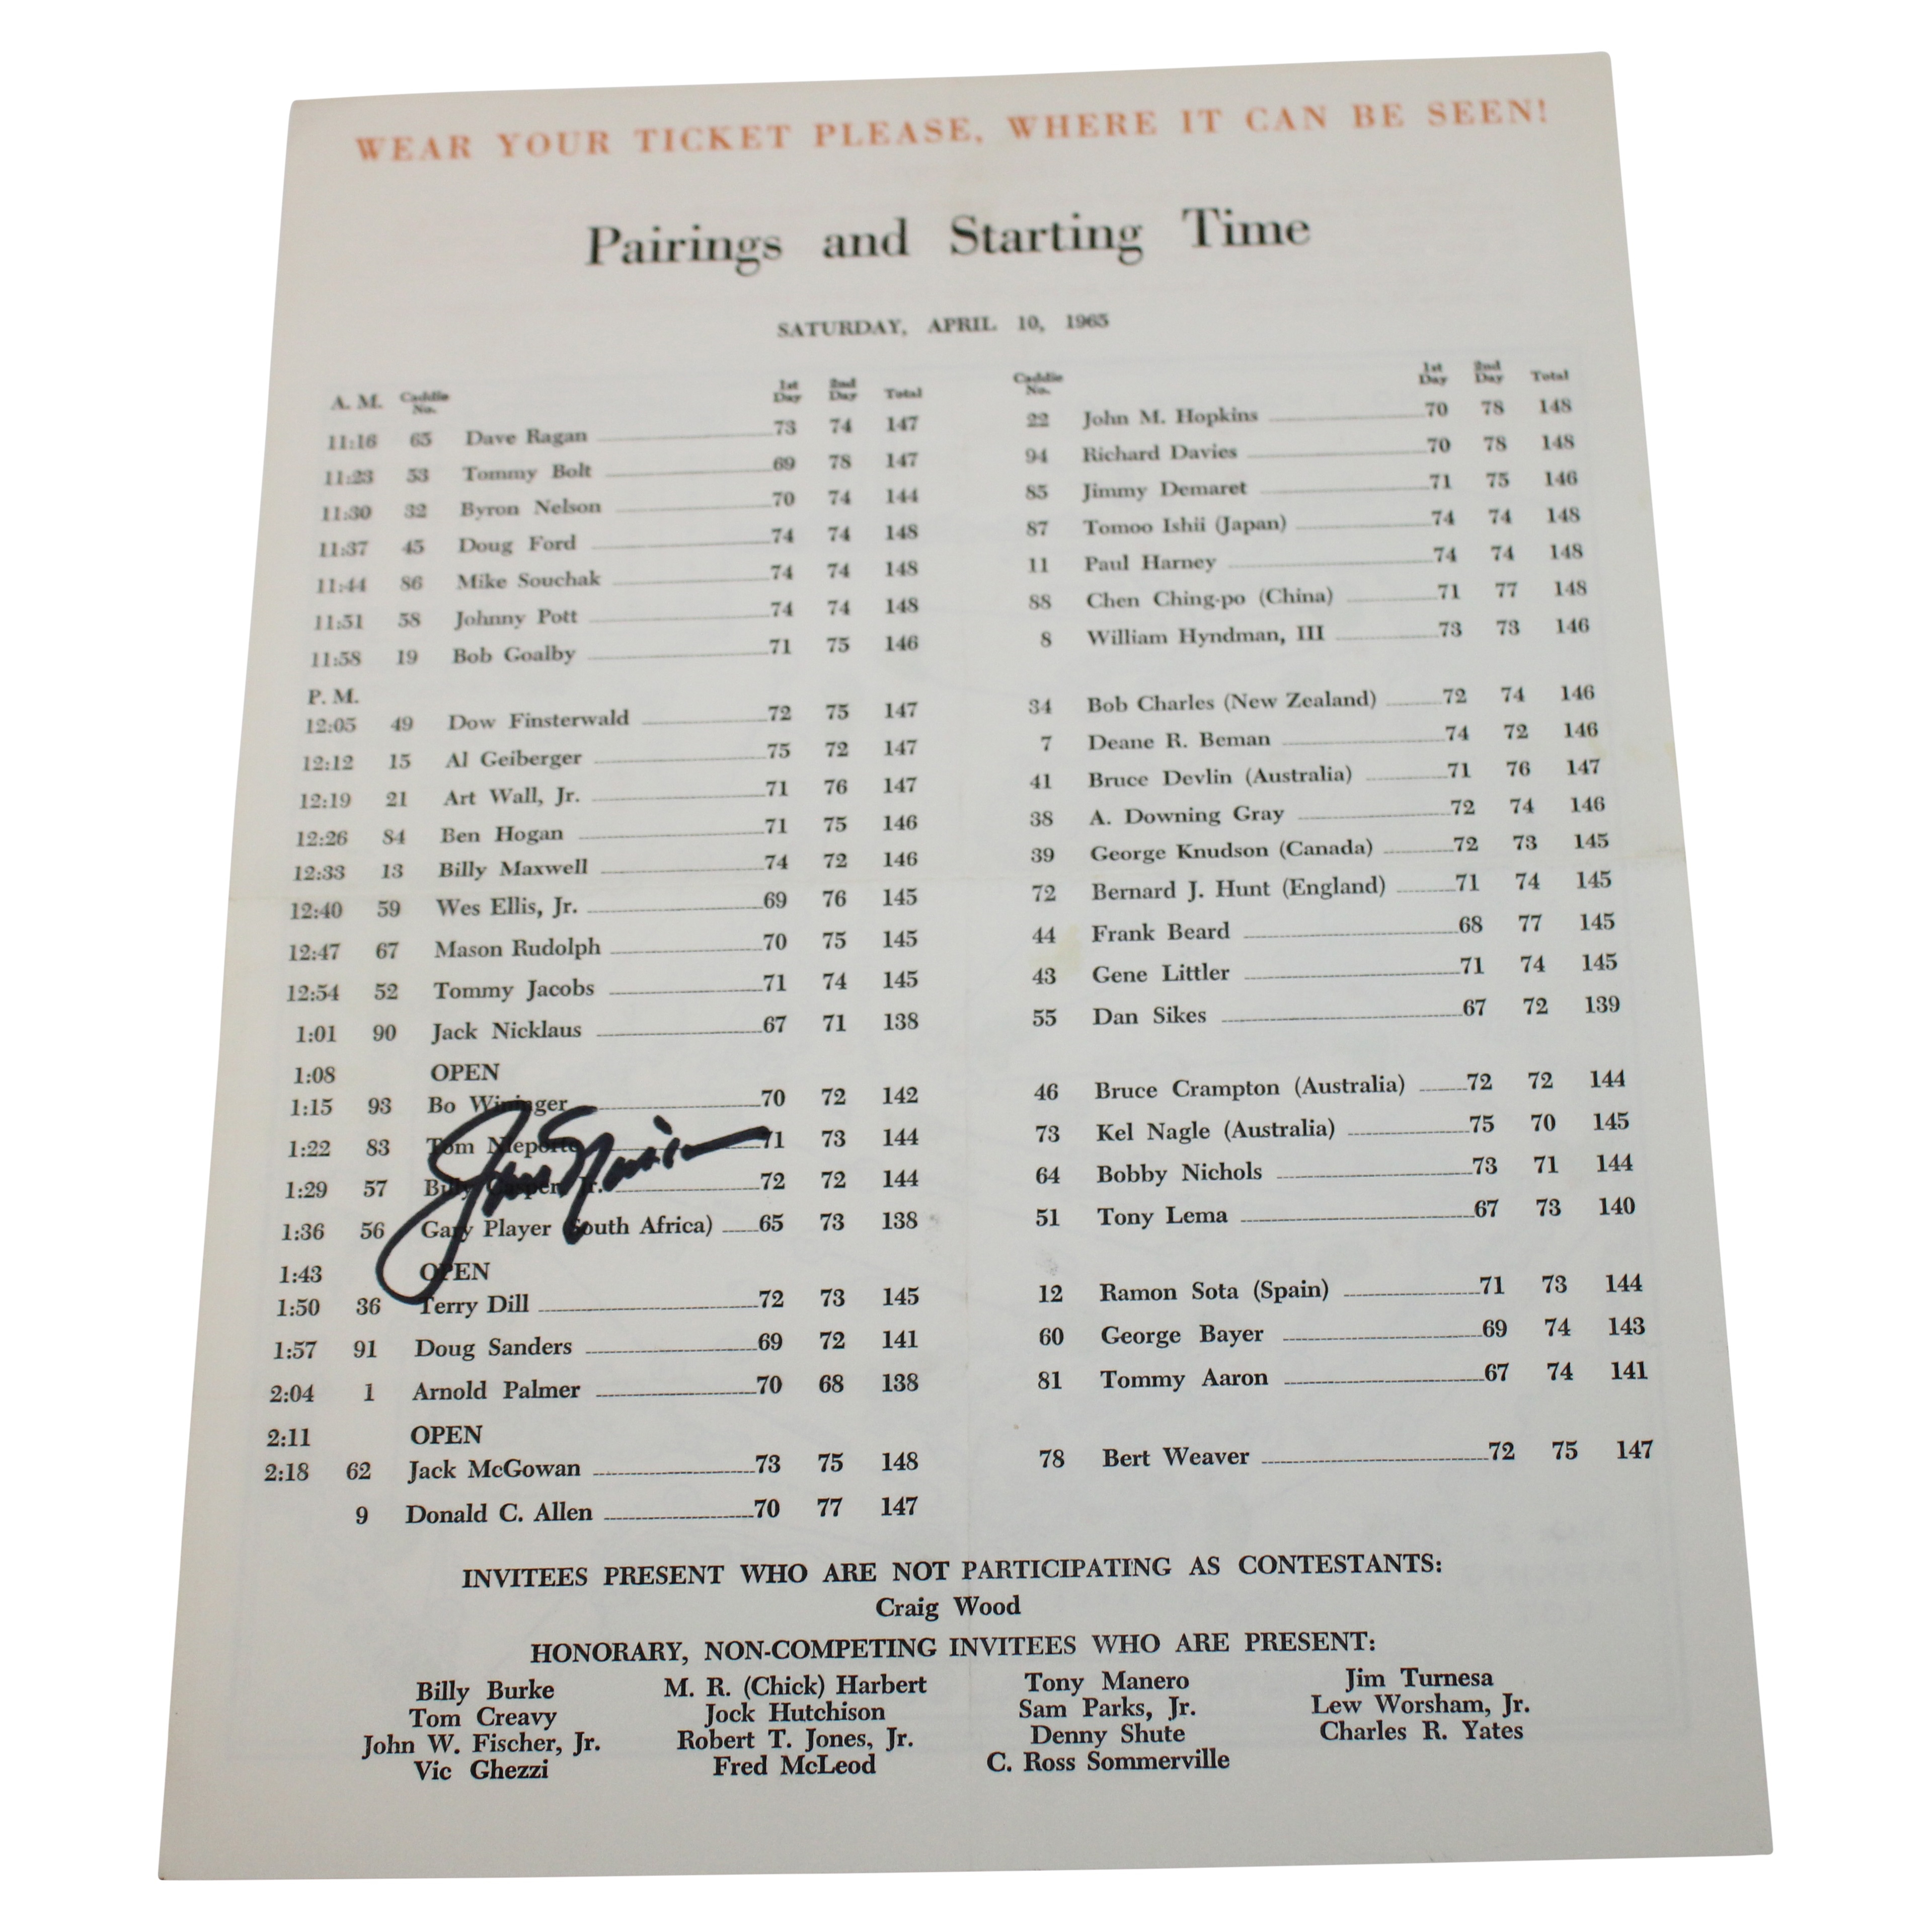 WEAR YOUR TICKET PLEASE, WHERE IT CAN BE SEEN!
Pairings and Starting Time
SATURDAY, APRIL 10, 1965
A. M. Caddie No. 1st Day 2nd Day Total Caddie No. 1st Day 2nd Day Total
11:16 65 Dave Ragan 73 74 147 22 John M. Hopkins 70 78 148
11:23 53 Tommy Bolt 69 78 147 94 Richard Davies 70 78 148
11:30 32 Byron Nelson 70 74 144 85 Jimmy Demaret 71 75 146
11:37 45 Doug Ford 74 74 148 87 Tomoo Ishii (Japan) 74 74 148
11:44 86 Mike Souchak 74 74 148 11 Paul Harney 74 74 148
11:51 58 Johnny Pott 74 74 148 88 Chen Ching-po (China) 71 77 148
11:58 19 Bob Goalby 71 75 146 8 William Hyndman, III 73 73 146
P. M.
12:05 49 Dow Finsterwald 72 75 147 34 Bob Charles (New Zealand) 72 74 146
12:12 15 Al Geiberger 75 72 147 7 Deane R. Beman 74 72 146
12:19 21 Art Wall, Jr. 71 76 147 41 Bruce Devlin (Australia) 71 76 147
12:26 84 Ben Hogan 71 75 146 38 A. Downing Gray 72 74 146
12:33 13 Billy Maxwell 74 72 146 39 George Knudson (Canada) 72 73 145
12:40 59 Wes Ellis, Jr. 69 76 145 72 Bernard J. Hunt (England) 71 74 145
12:47 67 Mason Rudolph 70 75 145 44 Frank Beard 68 77 145
12:54 52 Tommy Jacobs 71 74 145 43 Gene Littler 71 74 145
1:01 90 Jack Nicklaus 67 71 138 55 Dan Sikes 67 72 139
1:08 OPEN
1:15 93 Bo Wininger 70 72 142 46 Bruce Crampton (Australia) 72 72 144
1:22 83 Tom Nieporte 71 73 144 73 Kel Nagle (Australia) 75 70 145
1:29 57 Billy Casper, Jr. 72 72 144 64 Bobby Nichols 73 71 144
1:36 56 Gary Player (South Africa) 65 73 138 51 Tony Lema 67 73 140
1:43 OPEN
1:50 36 Terry Dill 72 73 145 12 Ramon Sota (Spain) 71 73 144
1:57 91 Doug Sanders 69 72 141 60 George Bayer 69 74 143
2:04 1 Arnold Palmer 70 68 138 81 Tommy Aaron 67 74 141
2:11 OPEN
2:18 62 Jack McGowan 73 75 148 78 Bert Weaver 72 75 147
9 Donald C. Allen 70 77 147
INVITEES PRESENT WHO ARE NOT PARTICIPATING AS CONTESTANTS:
Craig Wood
HONORARY, NON-COMPETING INVITEES WHO ARE PRESENT:
Billy Burke M. R. (Chick) Harbert Tony Manero Jim Turnesa
Tom Creavy Jock Hutchison Sam Parks, Jr. Lew Worsham, Jr.
John W. Fischer, Jr. Robert T. Jones, Jr. Denny Shute Charles R. Yates
Vic Ghezzi Fred McLeod C. Ross Sommerville